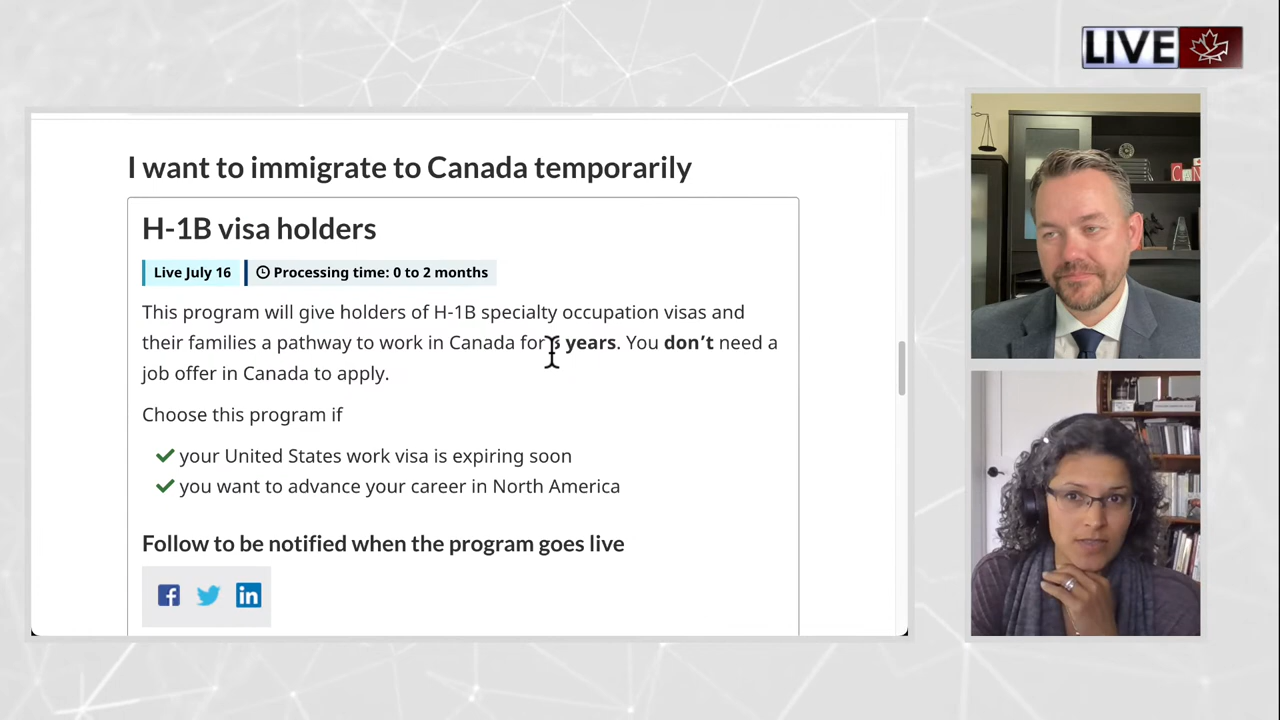 LIVE
I want to immigrate to Canada temporarily
H-1B visa holders
Live July 16
Processing time: 0 to 2 months
This program will give holders of H-1B specialty occupation visas and
their families a pathway to work in Canada for years. You don’t need a
job offer in Canada to apply.
Choose this program if
your United States work visa is expiring soon
you want to advance your career in North America
Follow to be notified when the program goes live